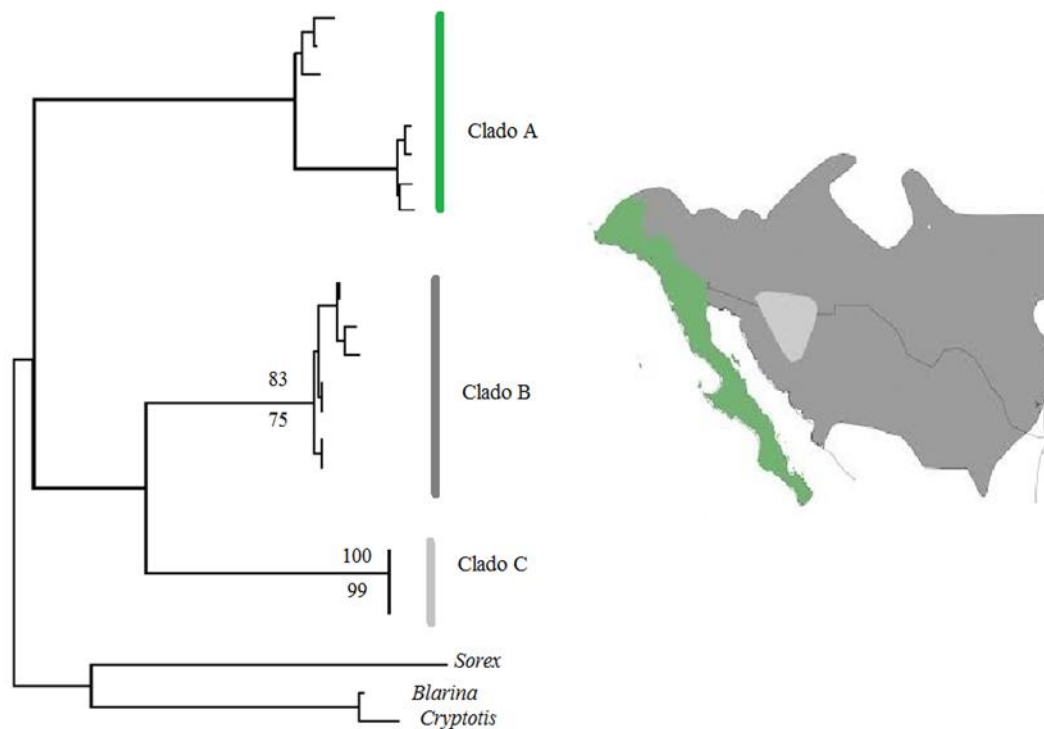 Clado A
83
75
Clado B
100
99
Clado C
Sorex
Blarina
Cryptotis